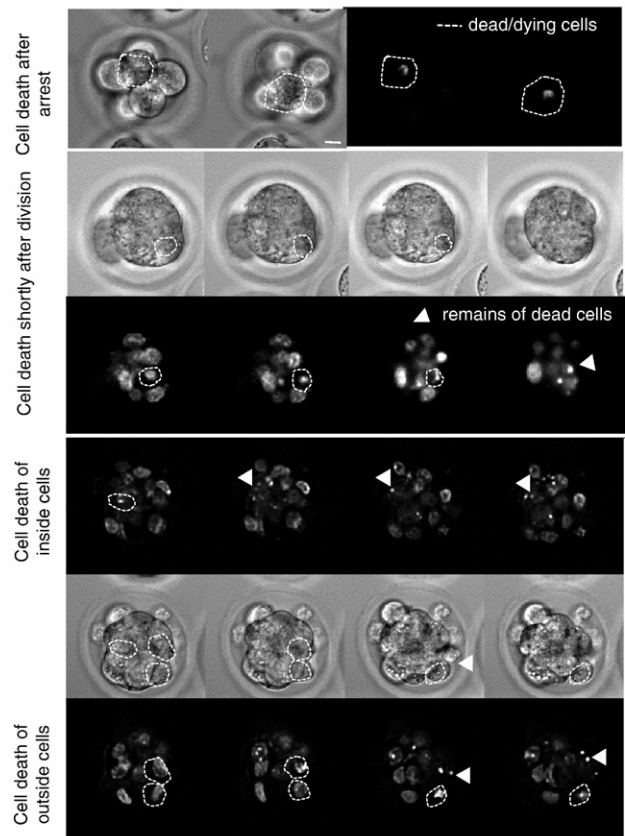 Cell death after
arrest
dead/dying cells
Cell death shortly after division
remains of dead cells
Cell death of
inside cells
Cell death of
outside cells